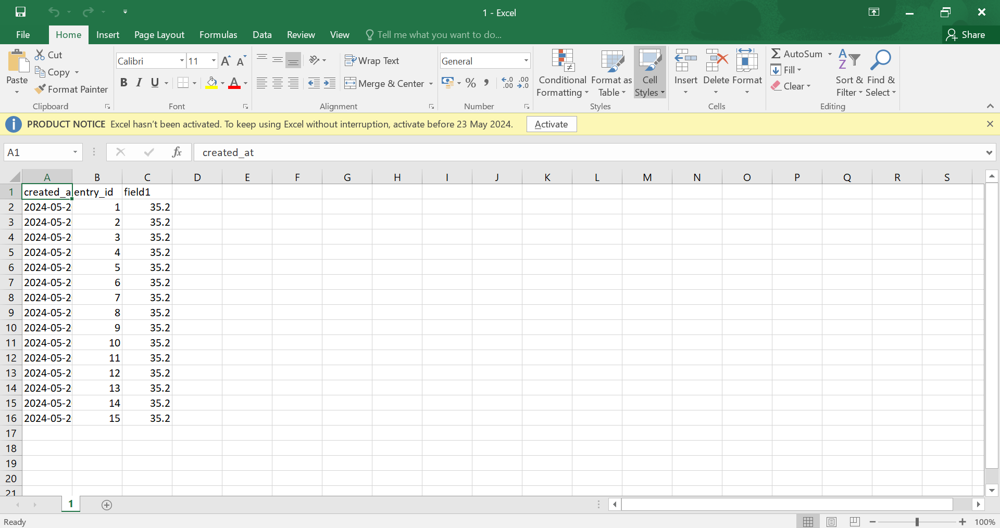 1 - Excel
File Home Insert Page Layout Formulas Data Review View Tell me what you want to do... Share
Paste Cut Copy Format Painter
Clipboard
Calibri 11 A A
B I U A
Font
Wrap Text
Merge & Center
Alignment
General
% , .0 .00 .00 .0
Number
Conditional Formatting Format as Table Cell Styles
Styles
Insert Delete Format
Cells
AutoSum Fill Clear Sort & Filter Find & Select
Editing
PRODUCT NOTICE Excel hasn't been activated. To keep using Excel without interruption, activate before 23 May 2024. Activate
A1 fx created_at
A B C D E F G H I J K L M N O P Q R S
1 created_a entry_id field1
2 2024-05-2 1 35.2
3 2024-05-2 2 35.2
4 2024-05-2 3 35.2
5 2024-05-2 4 35.2
6 2024-05-2 5 35.2
7 2024-05-2 6 35.2
8 2024-05-2 7 35.2
9 2024-05-2 8 35.2
10 2024-05-2 9 35.2
11 2024-05-2 10 35.2
12 2024-05-2 11 35.2
13 2024-05-2 12 35.2
14 2024-05-2 13 35.2
15 2024-05-2 14 35.2
16 2024-05-2 15 35.2
17
18
19
20
21
1
Ready 100%